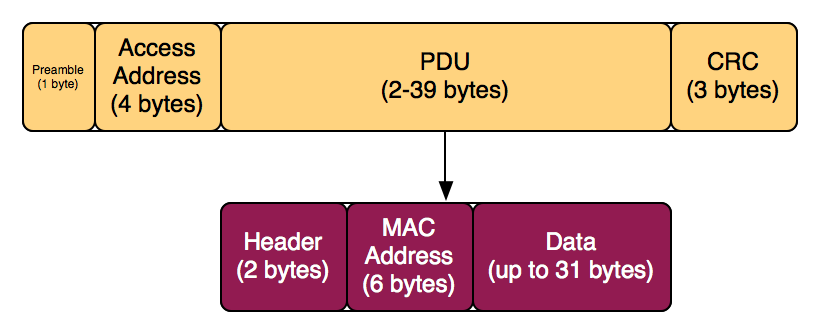 Preamble
(1 byte)
Access
Address
(4 bytes)
PDU
(2-39 bytes)
CRC
(3 bytes)
Header
(2 bytes)
MAC
Address
(6 bytes)
Data
(up to 31 bytes)